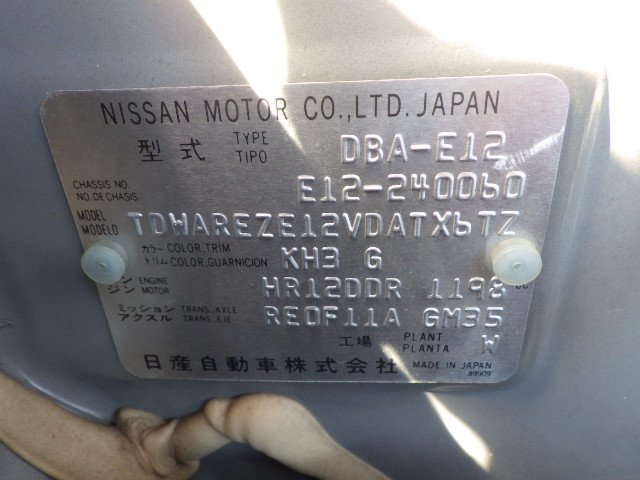 NISSAN MOTOR CO.,LTD. JAPAN
型式 TYPE TIPO DBA-E12
CHASSIS NO. NO.DE CHASIS E12-240060
MODEL MODELO TDWAREZE12VDATX6TZ
カラー COLOR,TRIM
トリム COLOR,GUARNICION KH3 G
ン ENGINE
ジン MOTOR HR12DDR 1198 cc
ミッション TRANS.,AXLE
アクスル TRANS.,EJE RE0F11A GM35
工場 PLANT PLANTA W
日産自動車株式会社 MADE IN JAPAN
89909